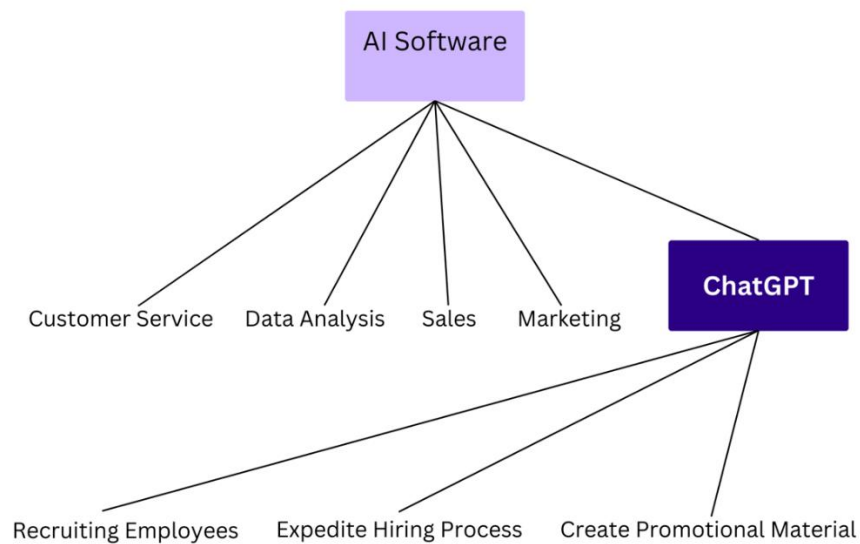 AI Software
ChatGPT
Customer Service
Data Analysis
Sales
Marketing
Recruiting Employees
Expedite Hiring Process
Create Promotional Material